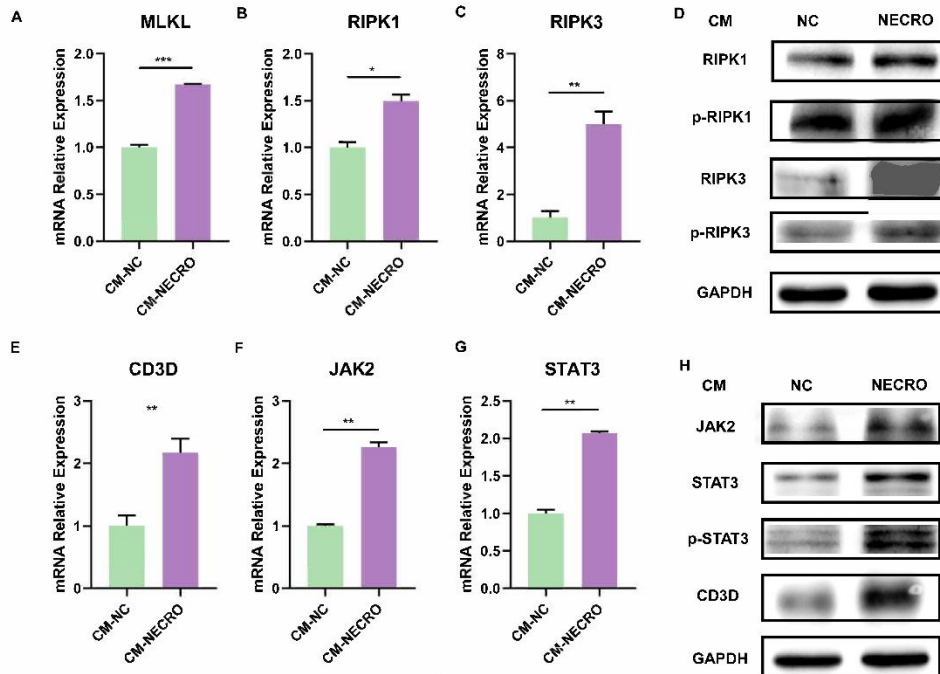 A
MLKL
mRNA Relative Expression
2.0
1.5
1.0
0.5
0.0
***
CM-NC
CM-NECRO
B
RIPK1
mRNA Relative Expression
2.0
1.5
1.0
0.5
0.0
*
CM-NC
CM-NECRO
C
RIPK3
mRNA Relative Expression
6
4
2
0
**
CM-NC
CM-NECRO
D
CM NC NECRO
RIPK1
p-RIPK1
RIPK3
p-RIPK3
GAPDH
E
CD3D
mRNA Relative Expression
3
2
1
0
**
CM-NC
CM-NECRO
F
JAK2
mRNA Relative Expression
3
2
1
0
**
CM-NC
CM-NECRO
G
STAT3
mRNA Relative Expression
2.5
2.0
1.5
1.0
0.5
0.0
**
CM-NC
CM-NECRO
H
CM NC NECRO
JAK2
STAT3
p-STAT3
CD3D
GAPDH